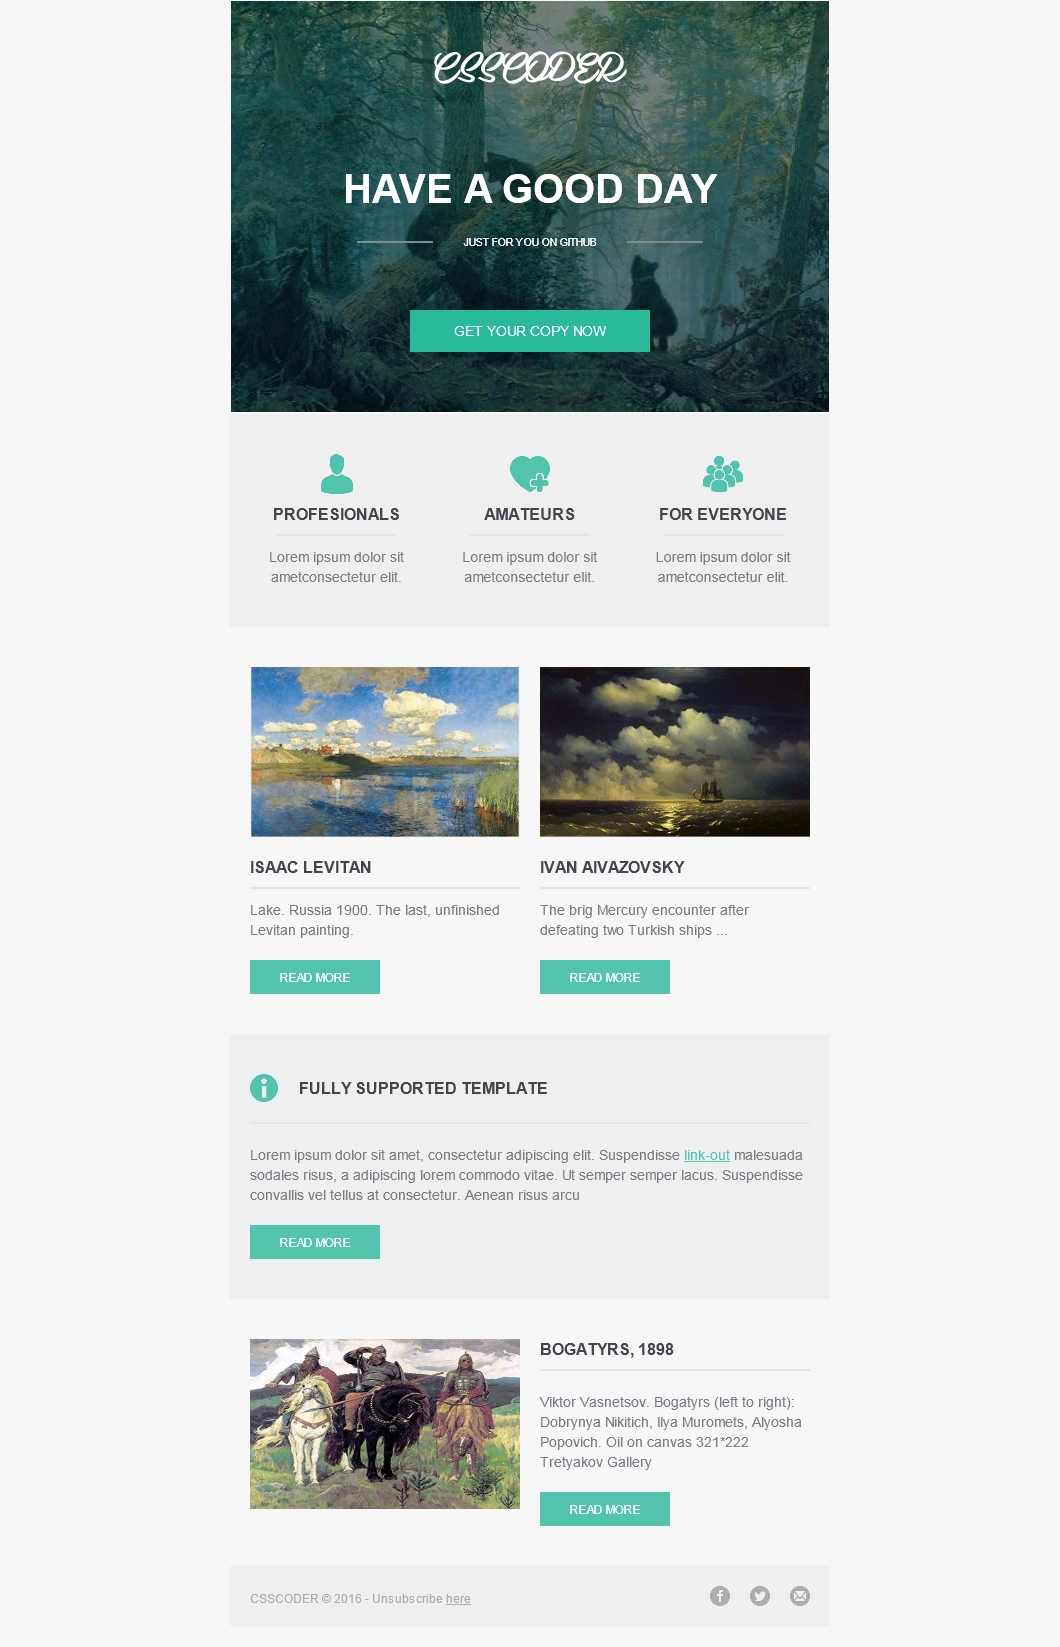 CSSCODER
HAVE A GOOD DAY
JUST FOR YOU ON GITHUB
GET YOUR COPY NOW
PROFESIONALS
Lorem ipsum dolor sit
ametconsectetur elit.
AMATEURS
Lorem ipsum dolor sit
ametconsectetur elit.
FOR EVERYONE
Lorem ipsum dolor sit
ametconsectetur elit.
ISAAC LEVITAN
Lake. Russia 1900. The last, unfinished
Levitan painting.
READ MORE
IVAN AIVAZOVSKY
The brig Mercury encounter after
defeating two Turkish ships ...
READ MORE
FULLY SUPPORTED TEMPLATE
Lorem ipsum dolor sit amet, consectetur adipiscing elit. Suspendisse link-out malesuada
sodales risus, a adipiscing lorem commodo vitae. Ut semper semper lacus. Suspendisse
convallis vel tellus at consectetur. Aenean risus arcu
READ MORE
BOGATYRS, 1898
Viktor Vasnetsov. Bogatyrs (left to right):
Dobrynya Nikitich, Ilya Muromets, Alyosha
Popovich. Oil on canvas 321*222
Tretyakov Gallery
READ MORE
CSSCODER © 2016 - Unsubscribe here